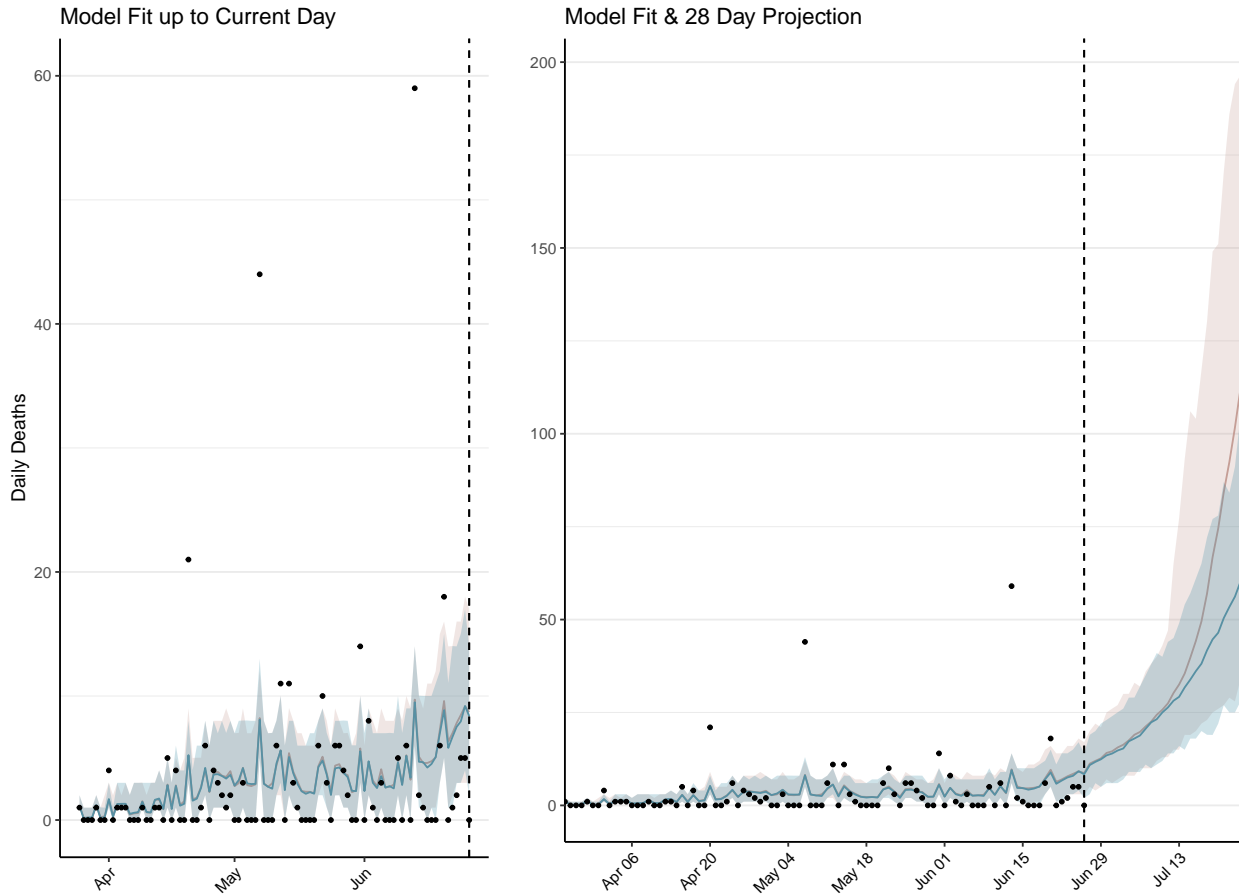 Model Fit up to Current Day
Daily Deaths
60
40
20
0
Apr
May
Jun
Model Fit & 28 Day Projection
200
150
100
50
0
Apr 06
Apr 20
May 04
May 18
Jun 01
Jun 15
Jun 29
Jul 13